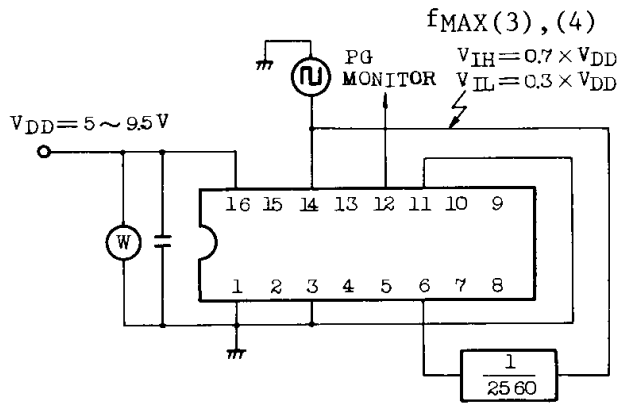 fMAX(3),(4)
PG
MONITOR
VIH=0.7×VDD
VIL=0.3×VDD
VDD=5~9.5V
W
16 15 14 13 12 11 10 9
1 2 3 4 5 6 7 8
1
2560